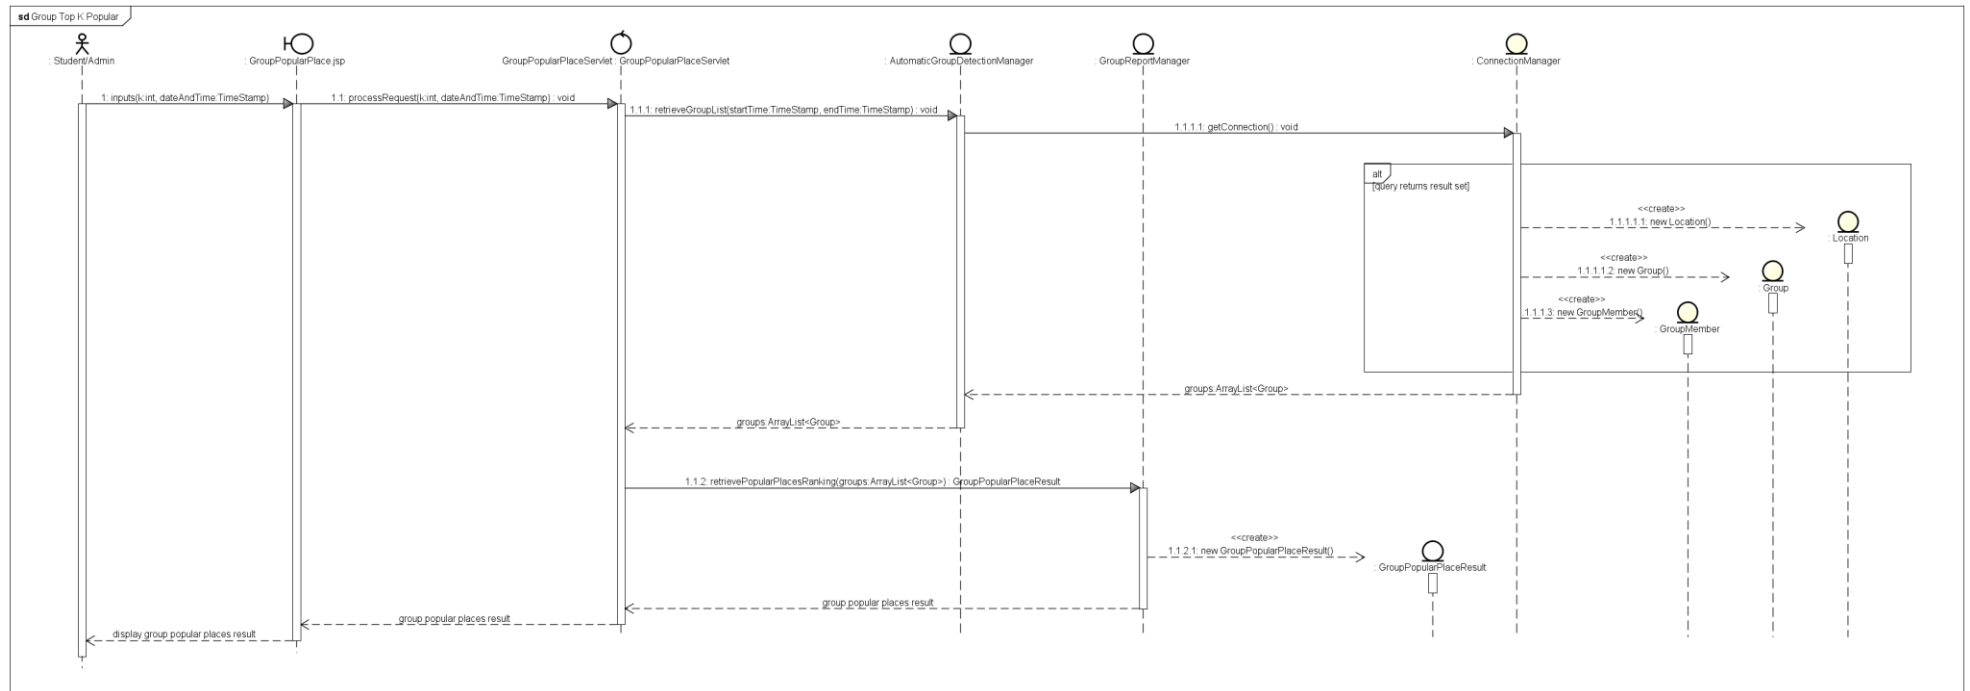 sd Group Top K Popular
: Student/Admin
: GroupPopularPlace.jsp
GroupPopularPlaceServlet : GroupPopularPlaceServlet
: AutomaticGroupDetectionManager
: GroupReportManager
: ConnectionManager
1: inputs(k:int, dateAndTime:TimeStamp)
1.1: processRequest(k:int, dateAndTime:TimeStamp) : void
1.1.1: retrieveGroupList(startTime:TimeStamp, endTime:TimeStamp) : void
1.1.1.1: getConnection() : void
alt
[query returns result set]
<<create>>
1.1.1.1.1: new Location()
: Location
<<create>>
1.1.1.1.2: new Group()
: Group
<<create>>
1.1.1.3: new GroupMember()
: GroupMember
groups:ArrayList<Group>
groups:ArrayList<Group>
1.1.2: retrievePopularPlacesRanking(groups:ArrayList<Group>) : GroupPopularPlaceResult
<<create>>
1.1.2.1: new GroupPopularPlaceResult()
: GroupPopularPlaceResult
group popular places result
group popular places result
display group popular places result